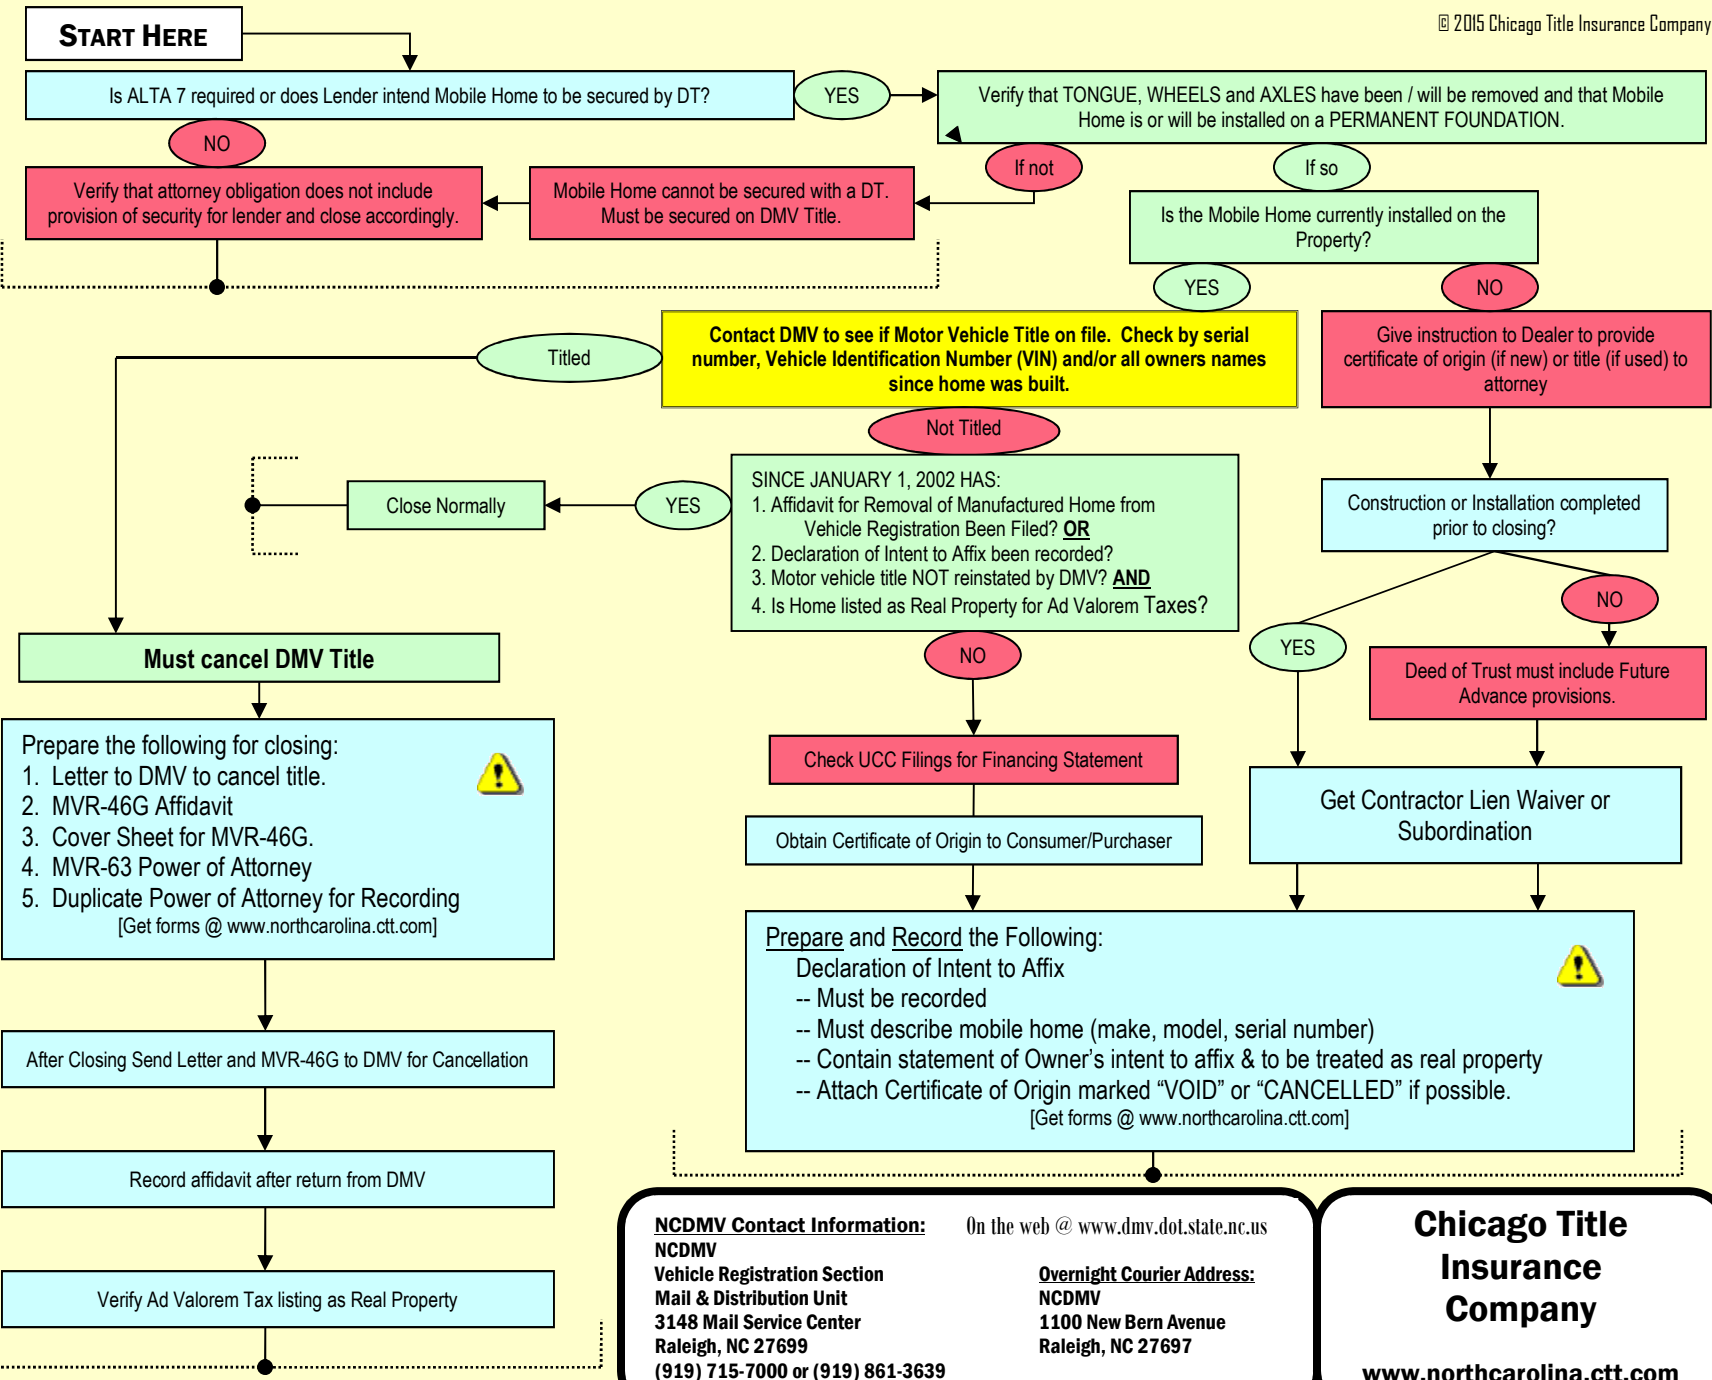 © 2015 Chicago Title Insurance Company
START HERE
Is ALTA 7 required or does Lender intend Mobile Home to be secured by DT?
YES
Verify that TONGUE, WHEELS and AXLES have been / will be removed and that Mobile
Home is or will be installed on a PERMANENT FOUNDATION.
NO
If not
If so
Verify that attorney obligation does not include
provision of security for lender and close accordingly.
Mobile Home cannot be secured with a DT.
Must be secured on DMV Title.
Is the Mobile Home currently installed on the
Property?
YES
NO
Titled
Contact DMV to see if Motor Vehicle Title on file. Check by serial
number, Vehicle Identification Number (VIN) and/or all owners names
since home was built.
Give instruction to Dealer to provide
certificate of origin (if new) or title (if used) to
attorney
Not Titled
Close Normally
YES
SINCE JANUARY 1, 2002 HAS:
1. Affidavit for Removal of Manufactured Home from
Vehicle Registration Been Filed? OR
2. Declaration of Intent to Affix been recorded?
3. Motor vehicle title NOT reinstated by DMV? AND
4. Is Home listed as Real Property for Ad Valorem Taxes?
Construction or Installation completed
prior to closing?
NO
YES
NO
Must cancel DMV Title
Deed of Trust must include Future
Advance provisions.
Prepare the following for closing:
1. Letter to DMV to cancel title.
2. MVR-46G Affidavit
3. Cover Sheet for MVR-46G.
4. MVR-63 Power of Attorney
5. Duplicate Power of Attorney for Recording
[Get forms @ www.northcarolina.ctt.com]
Check UCC Filings for Financing Statement
Get Contractor Lien Waiver or
Subordination
Obtain Certificate of Origin to Consumer/Purchaser
Prepare and Record the Following:
Declaration of Intent to Affix
-- Must be recorded
-- Must describe mobile home (make, model, serial number)
-- Contain statement of Owner's intent to affix & to be treated as real property
-- Attach Certificate of Origin marked "VOID" or "CANCELLED" if possible.
[Get forms @ www.northcarolina.ctt.com]
After Closing Send Letter and MVR-46G to DMV for Cancellation
Record affidavit after return from DMV
Verify Ad Valorem Tax listing as Real Property
NCDMV Contact Information:
On the web @ www.dmv.dot.state.nc.us
NCDMV
Vehicle Registration Section
Mail & Distribution Unit
3148 Mail Service Center
Raleigh, NC 27699
(919) 715-7000 or (919) 861-3639
Overnight Courier Address:
NCDMV
1100 New Bern Avenue
Raleigh, NC 27697
Chicago Title
Insurance
Company
www.northcarolina.ctt.com